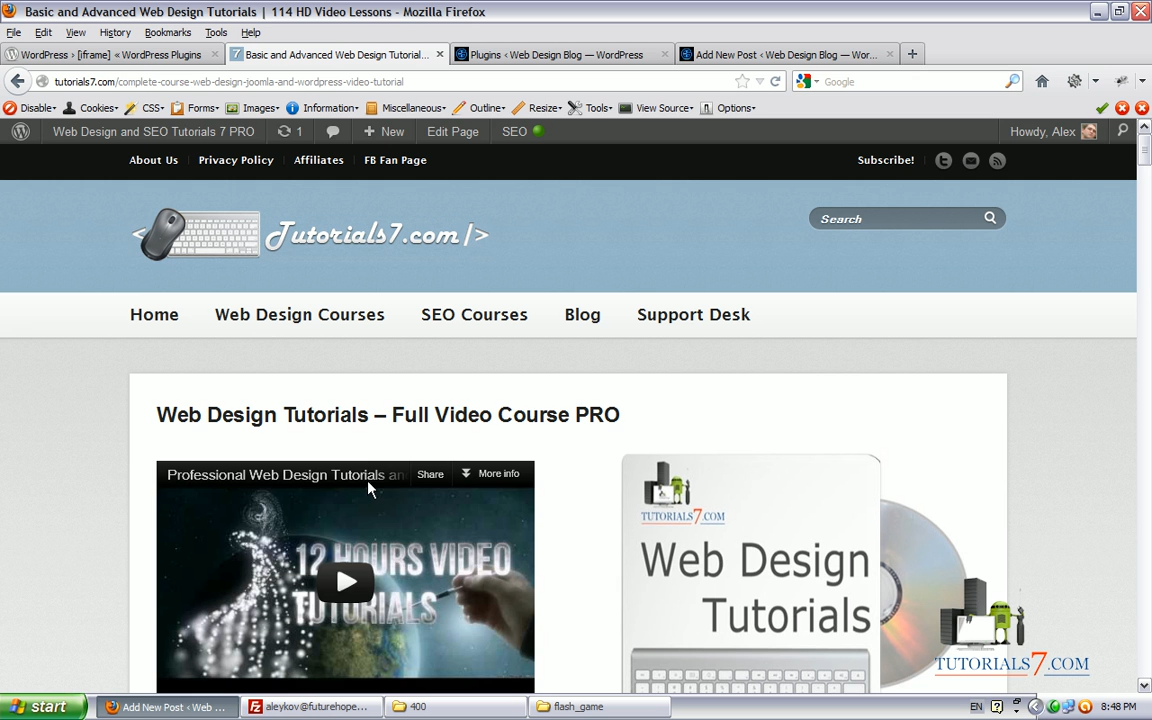 Basic and Advanced Web Design Tutorials | 114 HD Video Lessons - Mozilla Firefox
File Edit View History Bookmarks Tools Help
WordPress › [iframe] « WordPress Plugins
Basic and Advanced Web Design Tutorial...
Plugins ‹ Web Design Blog — WordPress
Add New Post ‹ Web Design Blog — Wor...
tutorials7.com/complete-course-web-design-joomla-and-wordpress-video-tutorial
Google
Disable Cookies CSS Forms Images Information Miscellaneous Outline Resize Tools View Source Options
Web Design and SEO Tutorials 7 PRO 1 New Edit Page SEO Howdy, Alex
About Us Privacy Policy Affiliates FB Fan Page Subscribe!
< Tutorials7.com/>
Search
Home Web Design Courses SEO Courses Blog Support Desk
Web Design Tutorials – Full Video Course PRO
Professional Web Design Tutorials an
Share More info
12 HOURS VIDEO
TUTORIALS
TUTORIALS7.COM
Web Design
Tutorials
TUTORIALS7.COM
start Add New Post ‹ Web ... aleykov@futurehope... 400 flash_game EN 8:48 PM